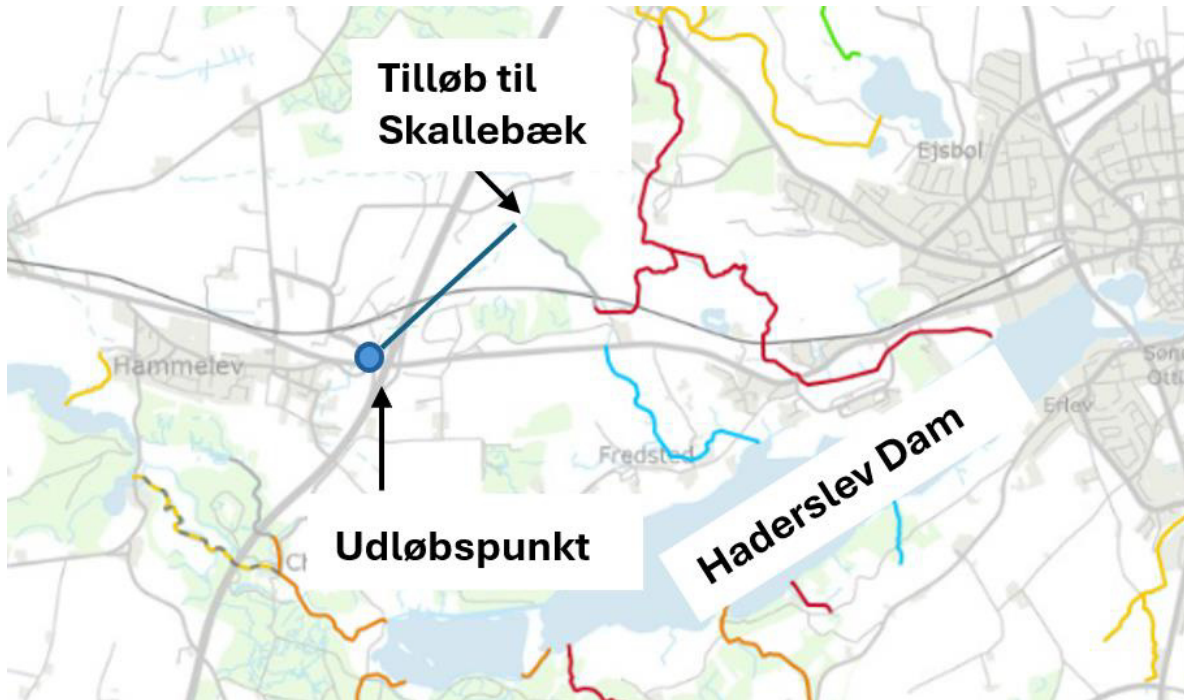 Tilløb til
Skallebæk
Ejsbøl
Hammelev
Erlev
Haderslev Dam
Fredsted
Udløbspunkt